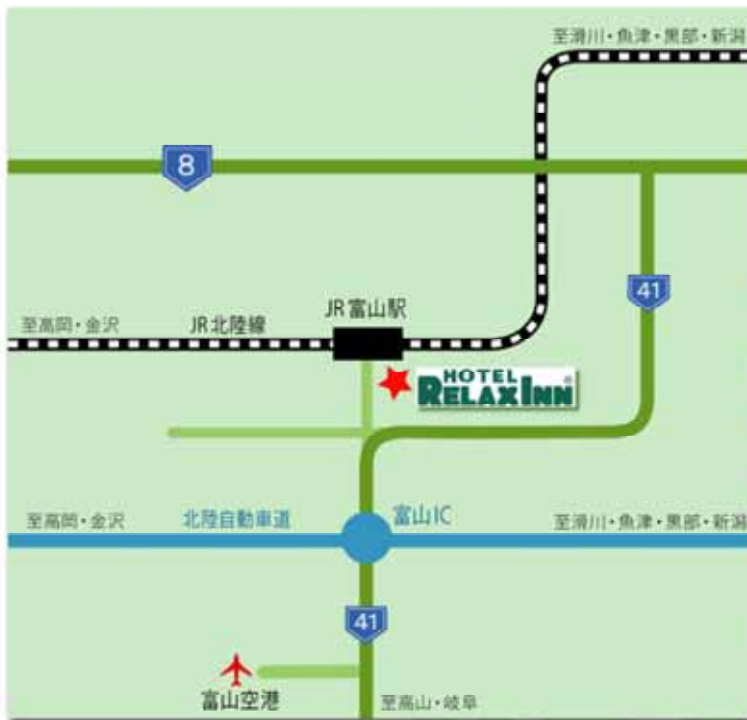 至滑川・魚津・黒部・新潟
8
41
JR富山駅
至高岡・金沢
JR北陸線
HOTEL
RELAX INN®
至高岡・金沢
北陸自動車道
富山IC
至滑川・魚津・黒部・新潟
41
富山空港
至高山・岐阜